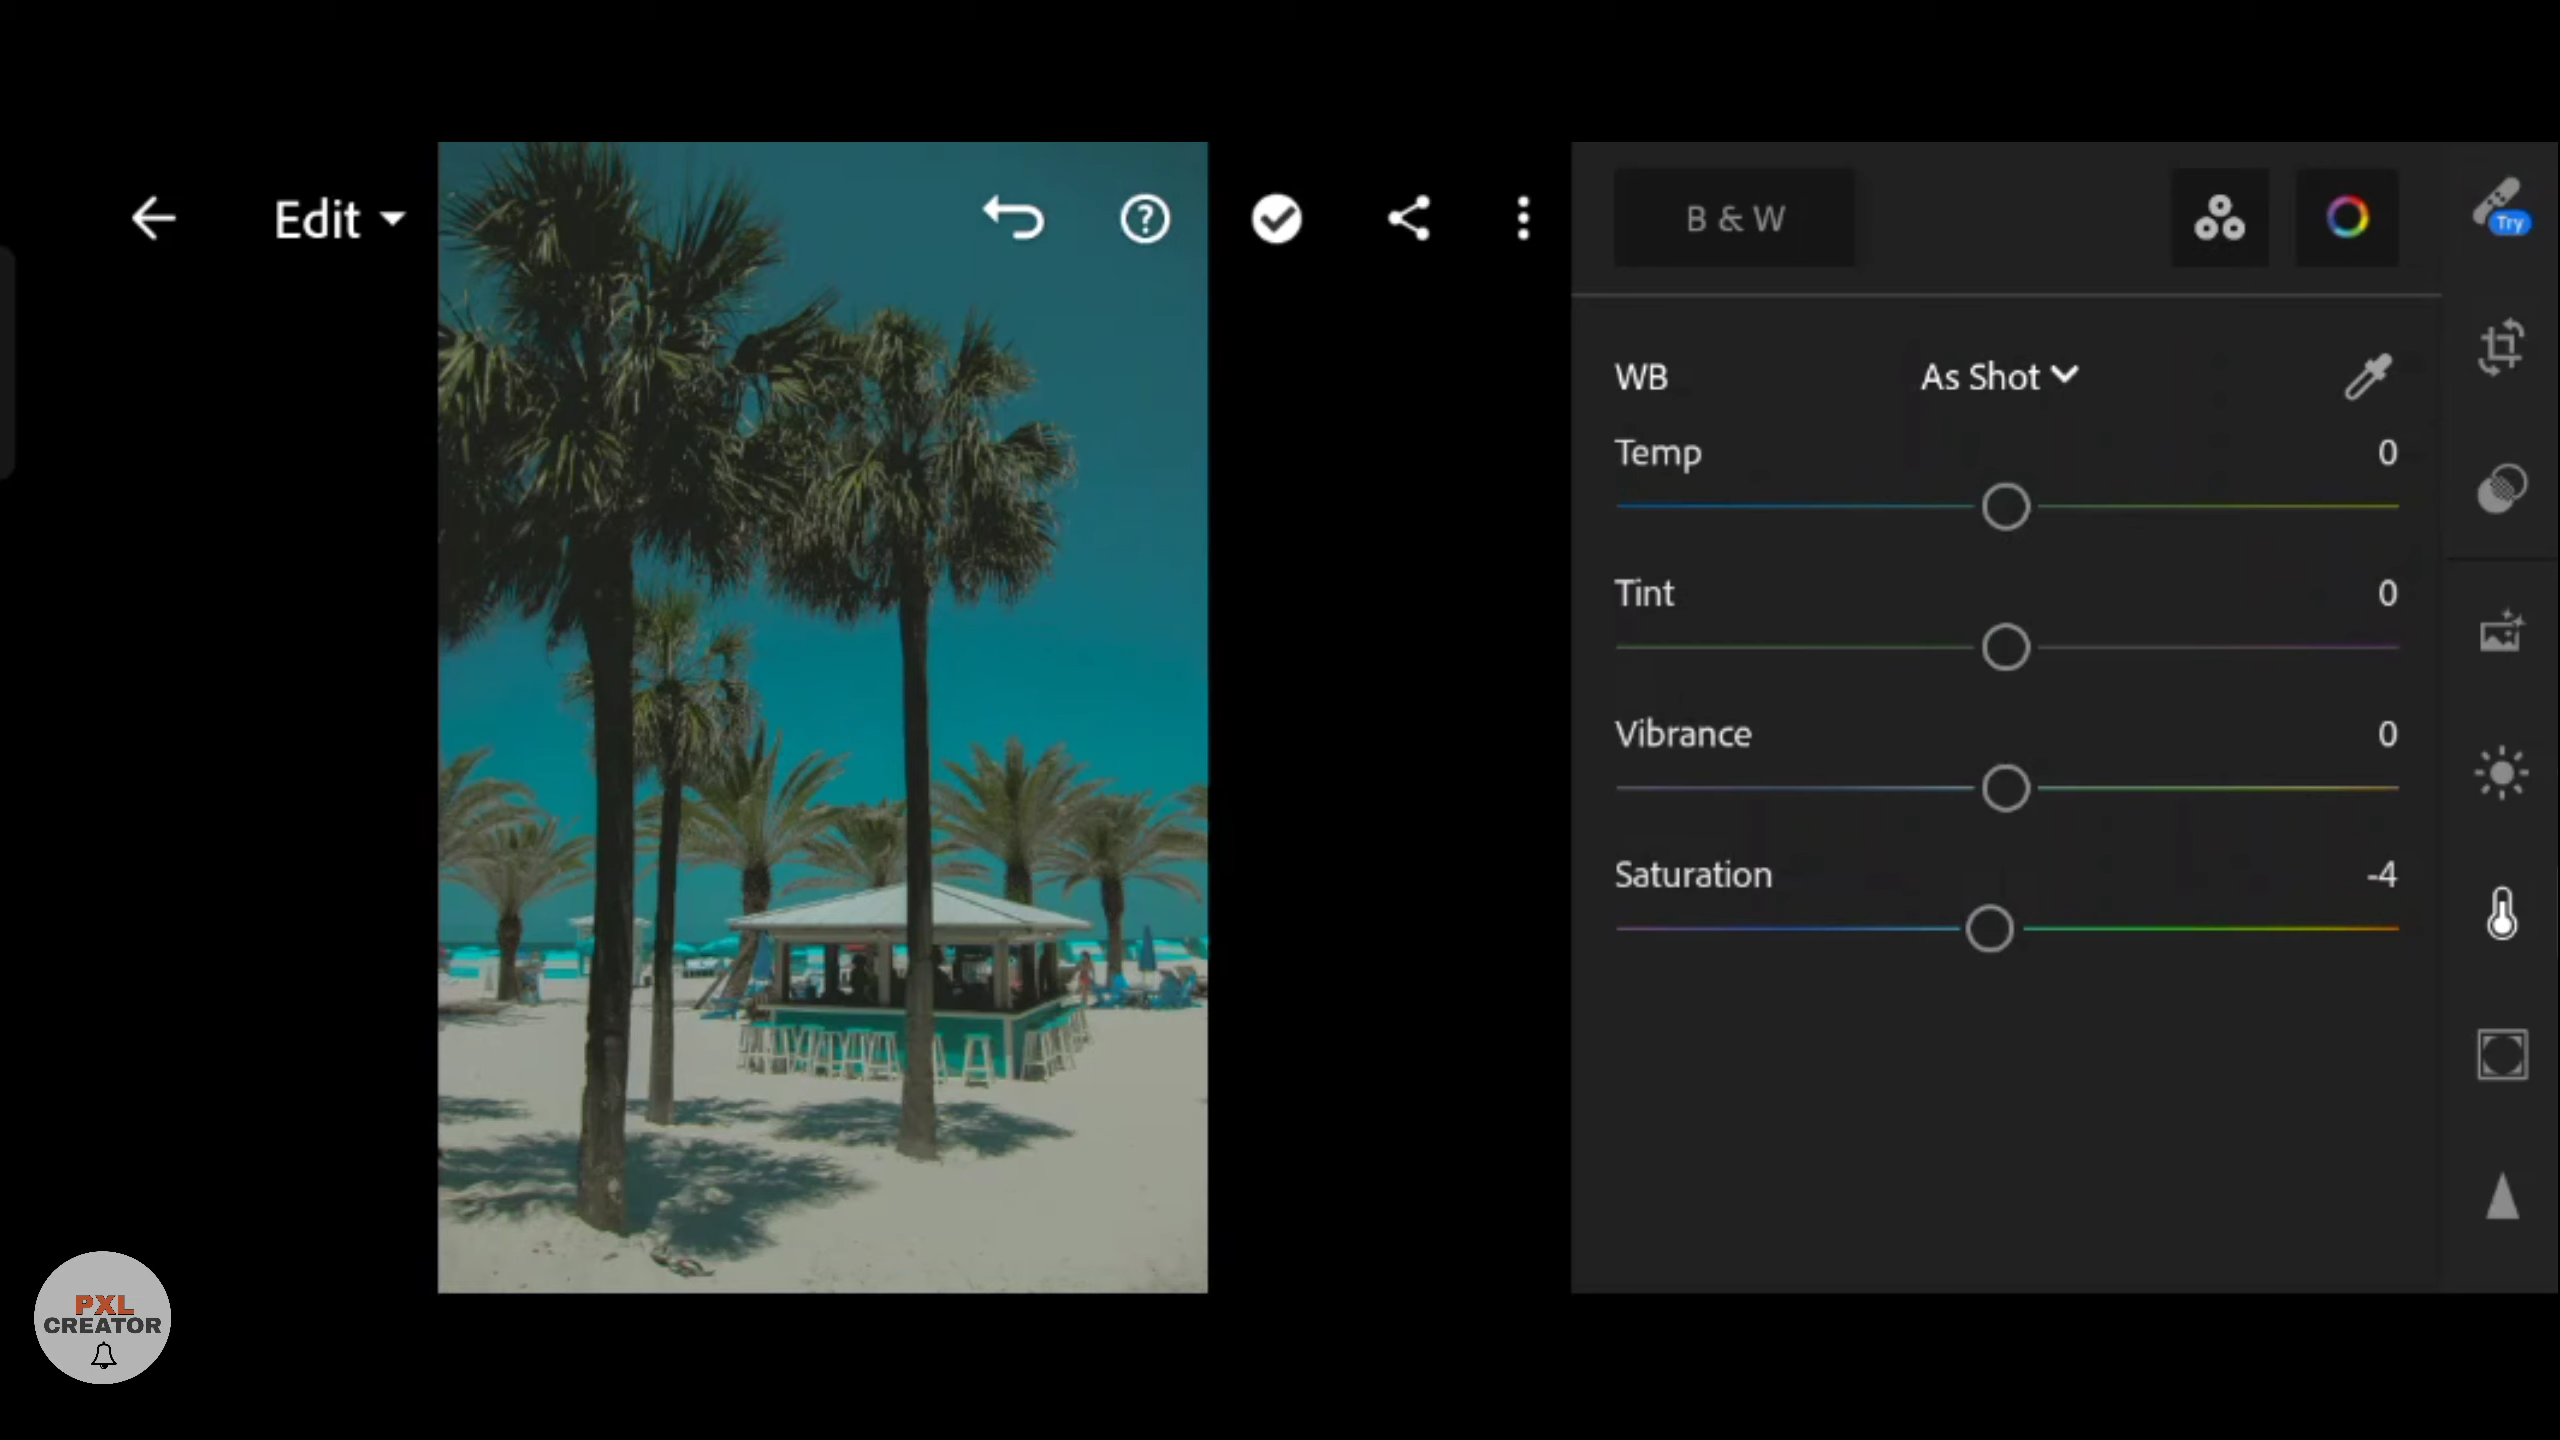 Edit
B & W
Try
WB
As Shot
Temp
0
Tint
0
Vibrance
0
Saturation
-4
PXL
CREATOR